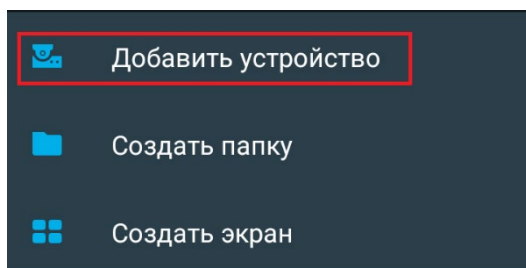 Добавить устройство
Создать папку
Создать экран